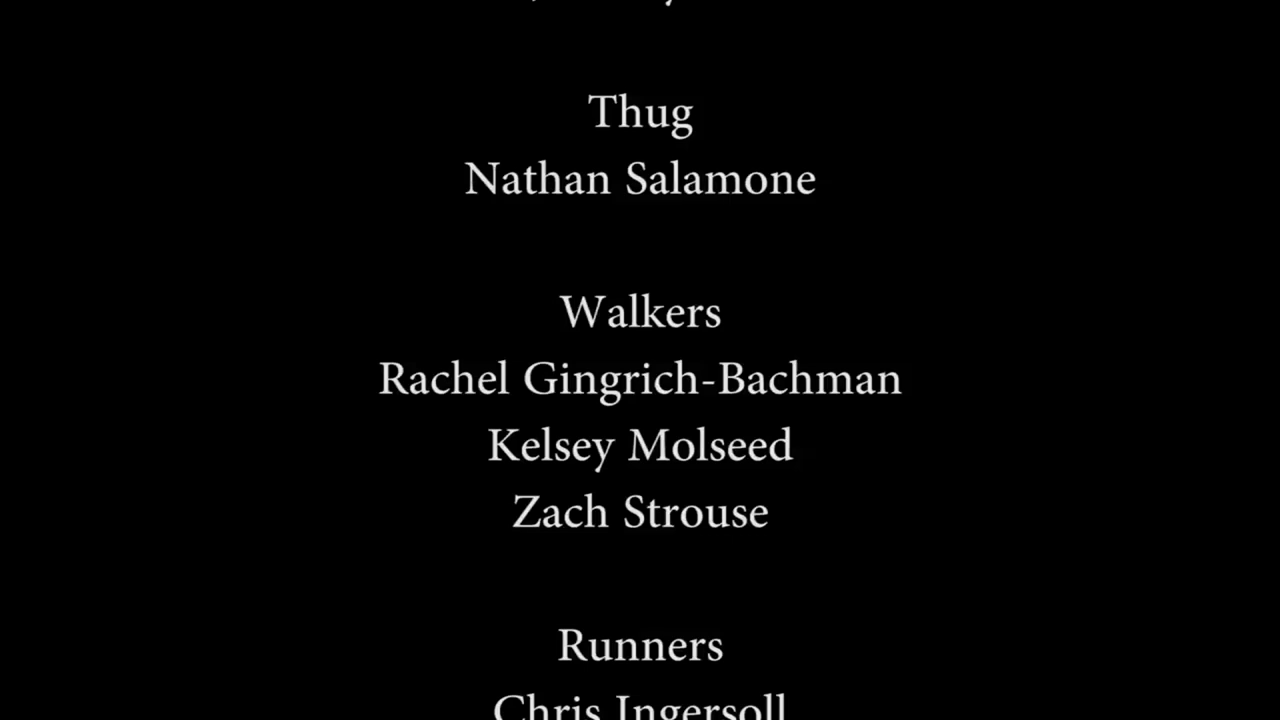 Thug
Nathan Salamone
Walkers
Rachel Gingrich-Bachman
Kelsey Molseed
Zach Strouse
Runners
Chris Ingersoll